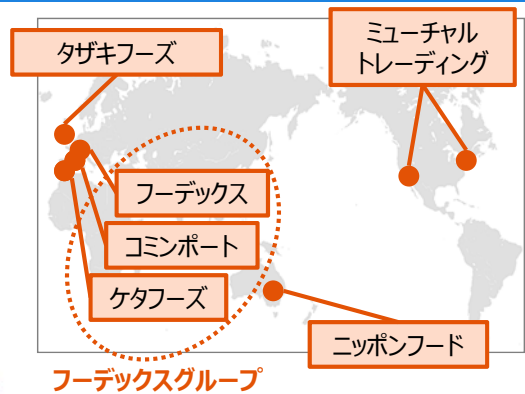 タザキフーズ
ミューチャル
トレーディング
フーデックス
コミンポート
ケタフーズ
ニッポンフード
フーデックスグループ